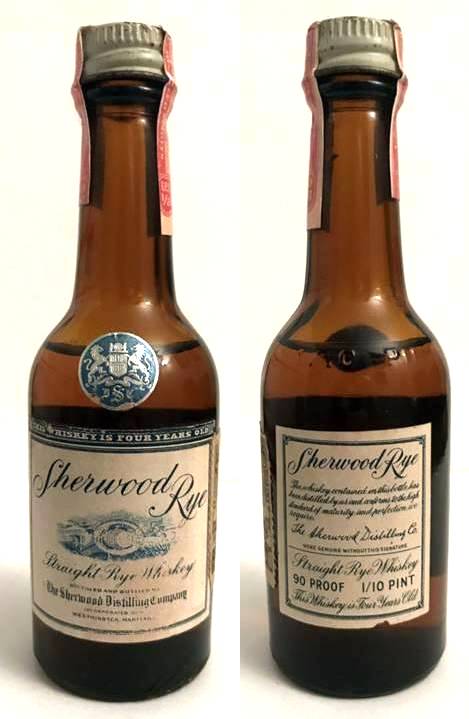 S
THIS WHISKEY IS FOUR YEARS OLD
Sherwood
Rye
Straight Rye Whiskey
DISTILLED AND BOTTLED BY
The Sherwood Distilling Company
INCORPORATED
WESTMINSTER, MARYLAND
Sherwood Rye
The whiskey contained in this bottle has
been distilled by us and conforms to the high
standard of maturity and perfection we
require.
The Sherwood Distilling Co.
NONE GENUINE WITHOUT THIS SIGNATURE
Straight Rye Whiskey
90 PROOF 1/10 PINT
This Whiskey is Four Years Old